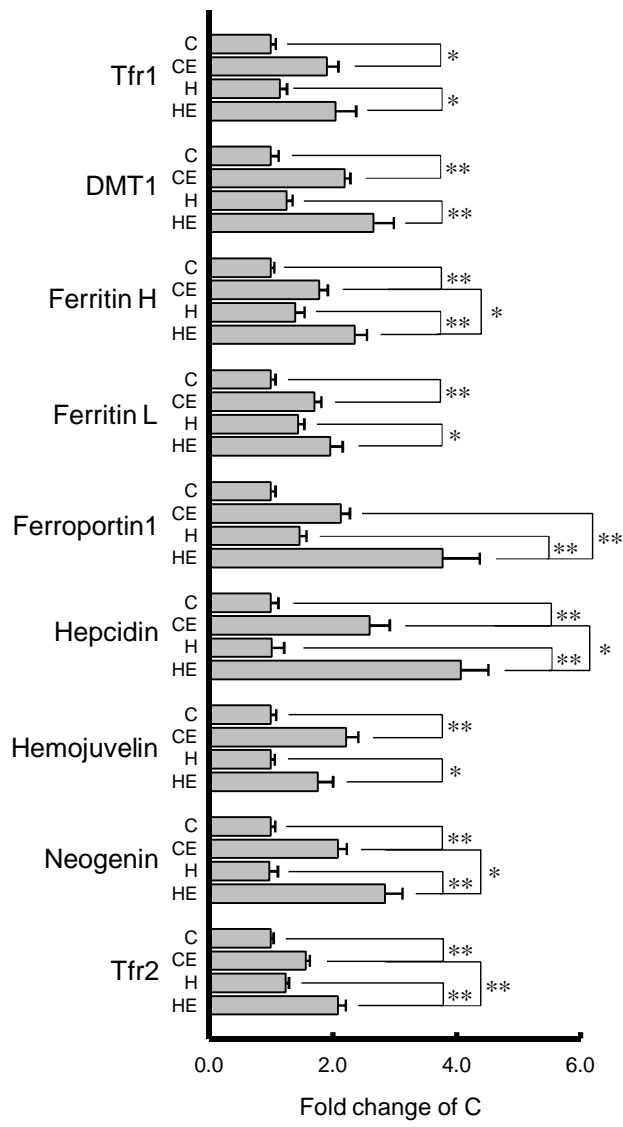 C
CE
Tfr1
H
HE
*
*
C
CE
DMT1
H
HE
**
**
C
CE
Ferritin H
H
HE
**
**
*
C
CE
Ferritin L
H
HE
**
*
C
CE
Ferroportin1
H
HE
**
**
C
CE
Hepcidin
H
HE
**
**
*
C
CE
Hemojuvelin
H
HE
**
*
C
CE
Neogenin
H
HE
**
**
*
C
CE
Tfr2
H
HE
**
**
**
0.0 2.0 4.0 6.0
Fold change of C